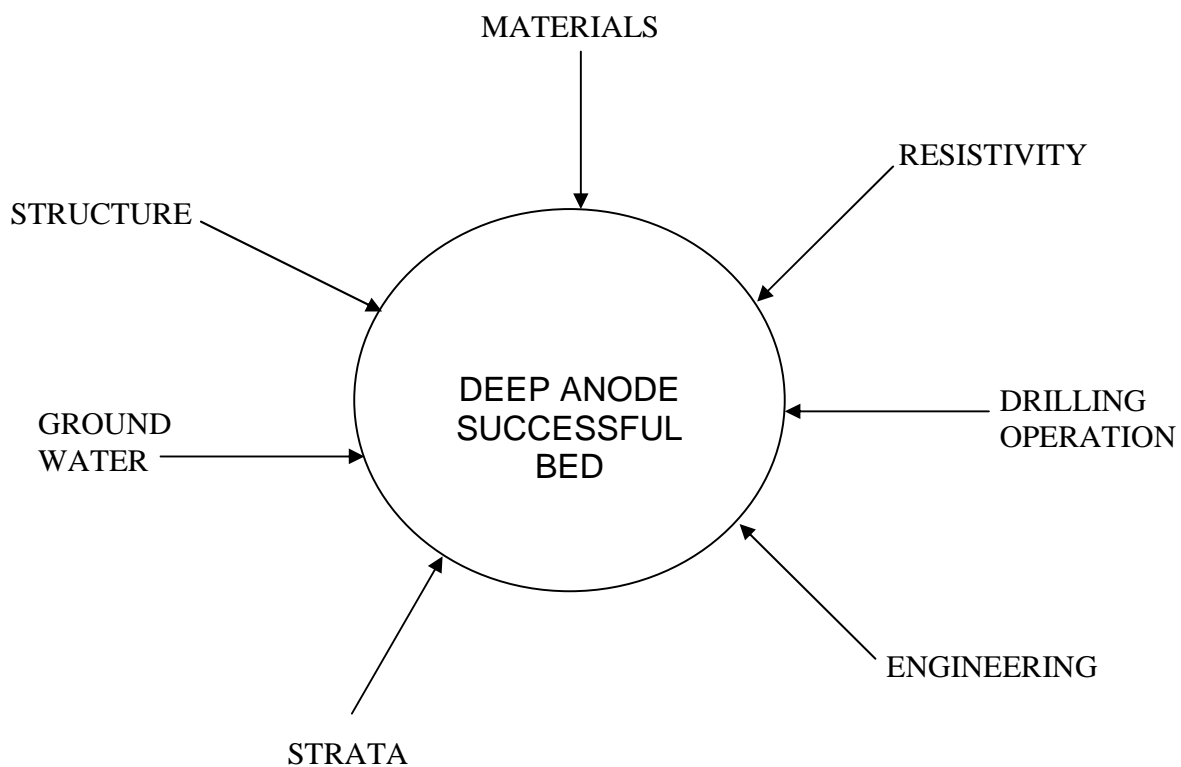 MATERIALS
RESISTIVITY
STRUCTURE
DEEP ANODE
SUCCESSFUL
BED
DRILLING
OPERATION
GROUND
WATER
ENGINEERING
STRATA